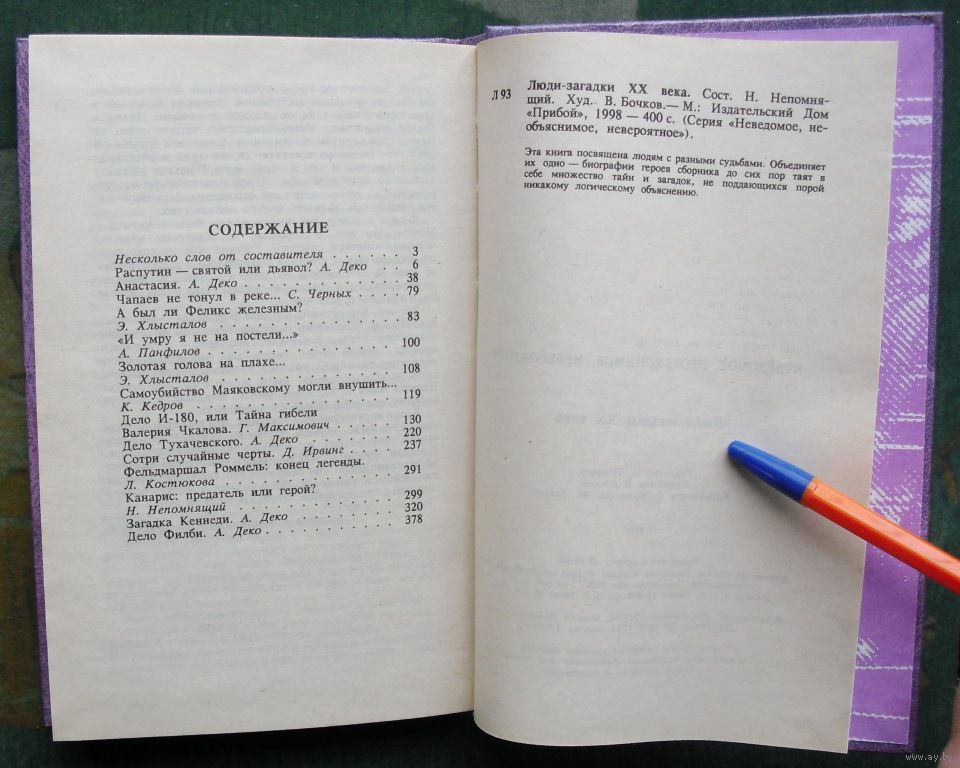 СОДЕРЖАНИЕ
Несколько слов от составителя . . . . . . 3
Распутин — святой или дьявол? А. Деко . . 6
Анастасия. А. Деко . . . . . . . . . . . . . 38
Чапаев не тонул в реке... С. Черных . . . . 79
А был ли Феликс железным?
Э. Хлысталов . . . . . . . . . . . . . . . 83
«И умру я не на постели...»
А. Панфилов . . . . . . . . . . . . . . . 100
Золотая голова на плахе...
Э. Хлысталов . . . . . . . . . . . . . . . 108
Самоубийство Маяковскому могли внушить...
К. Кедров . . . . . . . . . . . . . . . . 119
Дело И-180, или Тайна гибели
Валерия Чкалова. Г. Максимович . . . . . 130
Дело Тухачевского. А. Деко . . . . . . . . 220
Сотри случайные черты. Д. Ирвинг . . . . 237
Фельдмаршал Роммель: конец легенды.
Л. Костюкова . . . . . . . . . . . . . . . 291
Канарис: предатель или герой?
Н. Непомнящий . . . . . . . . . . . . . . 299
Загадка Кеннеди. А. Деко . . . . . . . . . 320
Дело Филби. А. Деко . . . . . . . . . . . 378
Л 93
Люди-загадки XX века. Сост. Н. Непомня-
щий. Худ. В. Бочков.— М.: Издательский Дом
«Прибой», 1998 — 400 с. (Серия «Неведомое, не-
объяснимое, невероятное»).
Эта книга посвящена людям с разными судьбами. Объединяет
их одно — биографии героев сборника до сих пор таят в
себе множество тайн и загадок, не поддающихся порой
никакому логическому объяснению.
www.ay.by